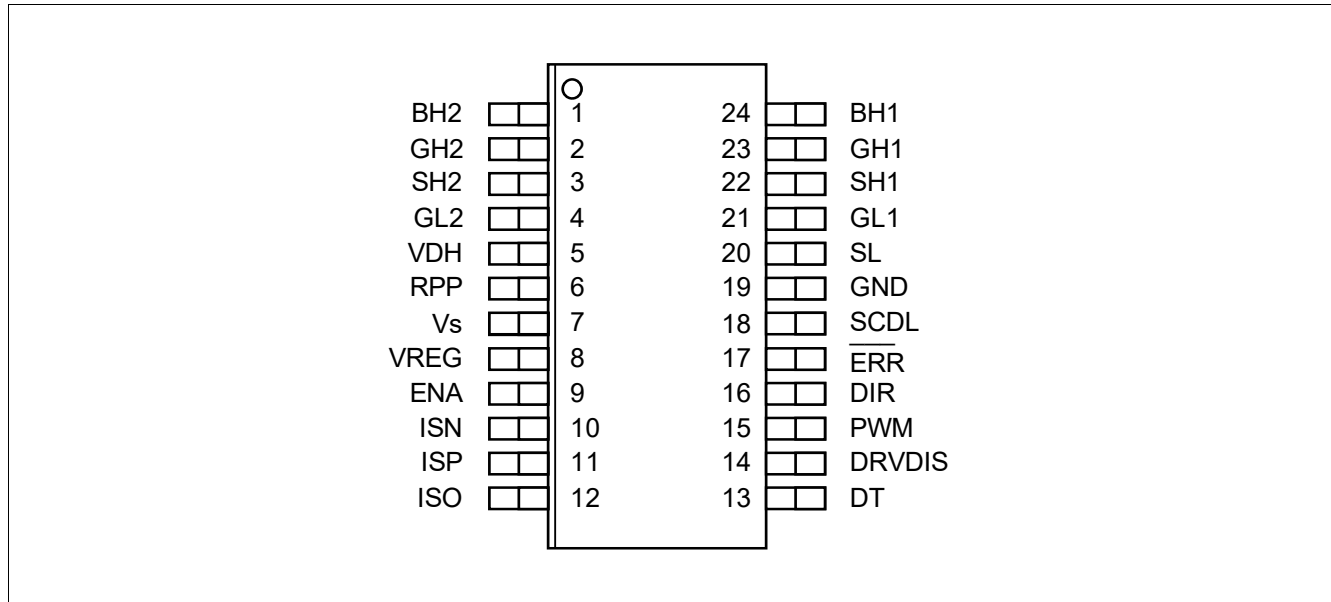 BH2 1 24 BH1
GH2 2 23 GH1
SH2 3 22 SH1
GL2 4 21 GL1
VDH 5 20 SL
RPP 6 19 GND
Vs 7 18 SCDL
VREG 8 17 E̅R̅R̅
ENA 9 16 DIR
ISN 10 15 PWM
ISP 11 14 DRVDIS
ISO 12 13 DT